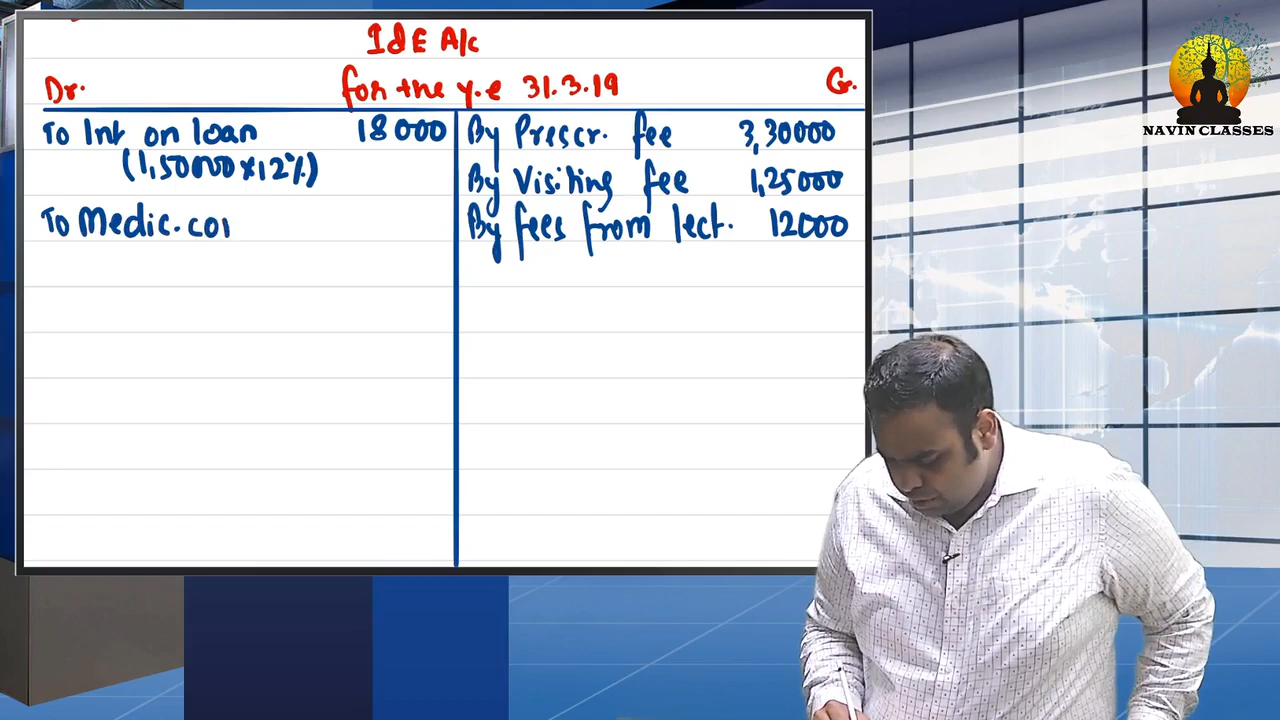 I & E A/c
Dr. for the y.e 31.3.19 Cr.
To Int on loan 18000
(1,50000×12%)
To Medic. con
By Prescr. fee 3,30000
By Visiting fee 1,25000
By fees from lect. 12000
NAVIN CLASSES